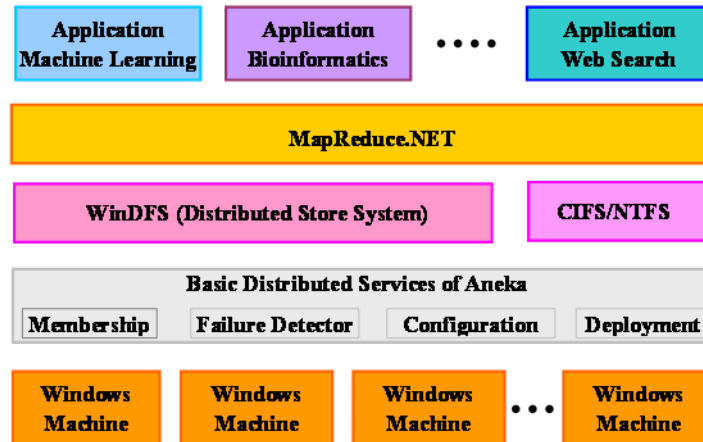 Application
Machine Learning
Application
Bioinformatics
....
Application
Web Search
MapReduce.NET
WinDFS (Distributed Store System)
CIFS/NTFS
Basic Distributed Services of Aneka
Membership
Failure Detector
Configuration
Deployment
Windows
Machine
Windows
Machine
Windows
Machine
...
Windows
Machine